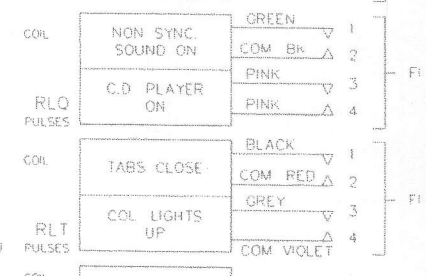 GREEN
COIL NON SYNC. 1
SOUND ON COM BK 2
PINK
C.D PLAYER 3
ON PINK 4
RLQ
PULSES
BLACK
COIL 1
TABS CLOSE COM RED 2
GREY
COL LIGHTS 3
RLT UP 4
PULSES COM VIOLET